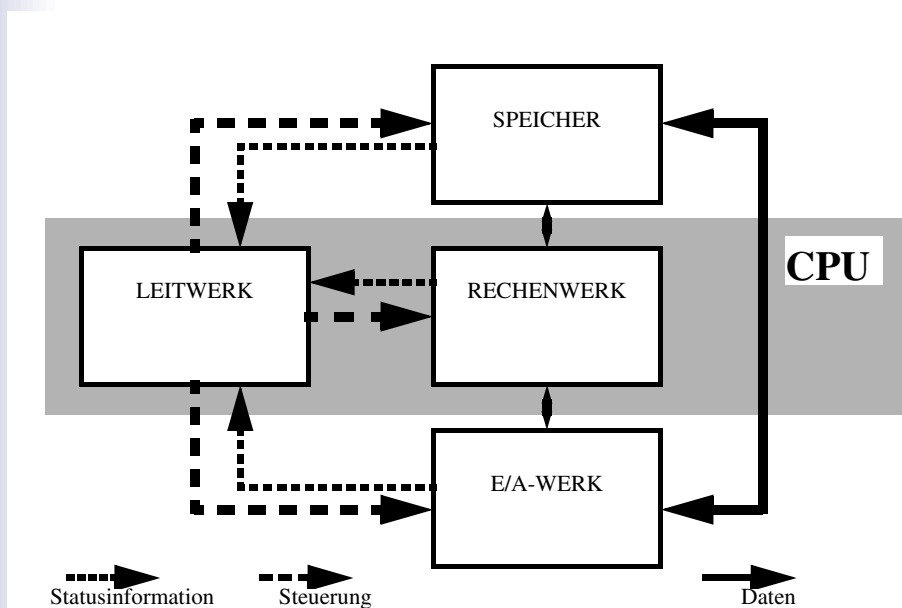 SPEICHER
CPU
LEITWERK
RECHENWERK
E/A-WERK
Statusinformation
Steuerung
Daten